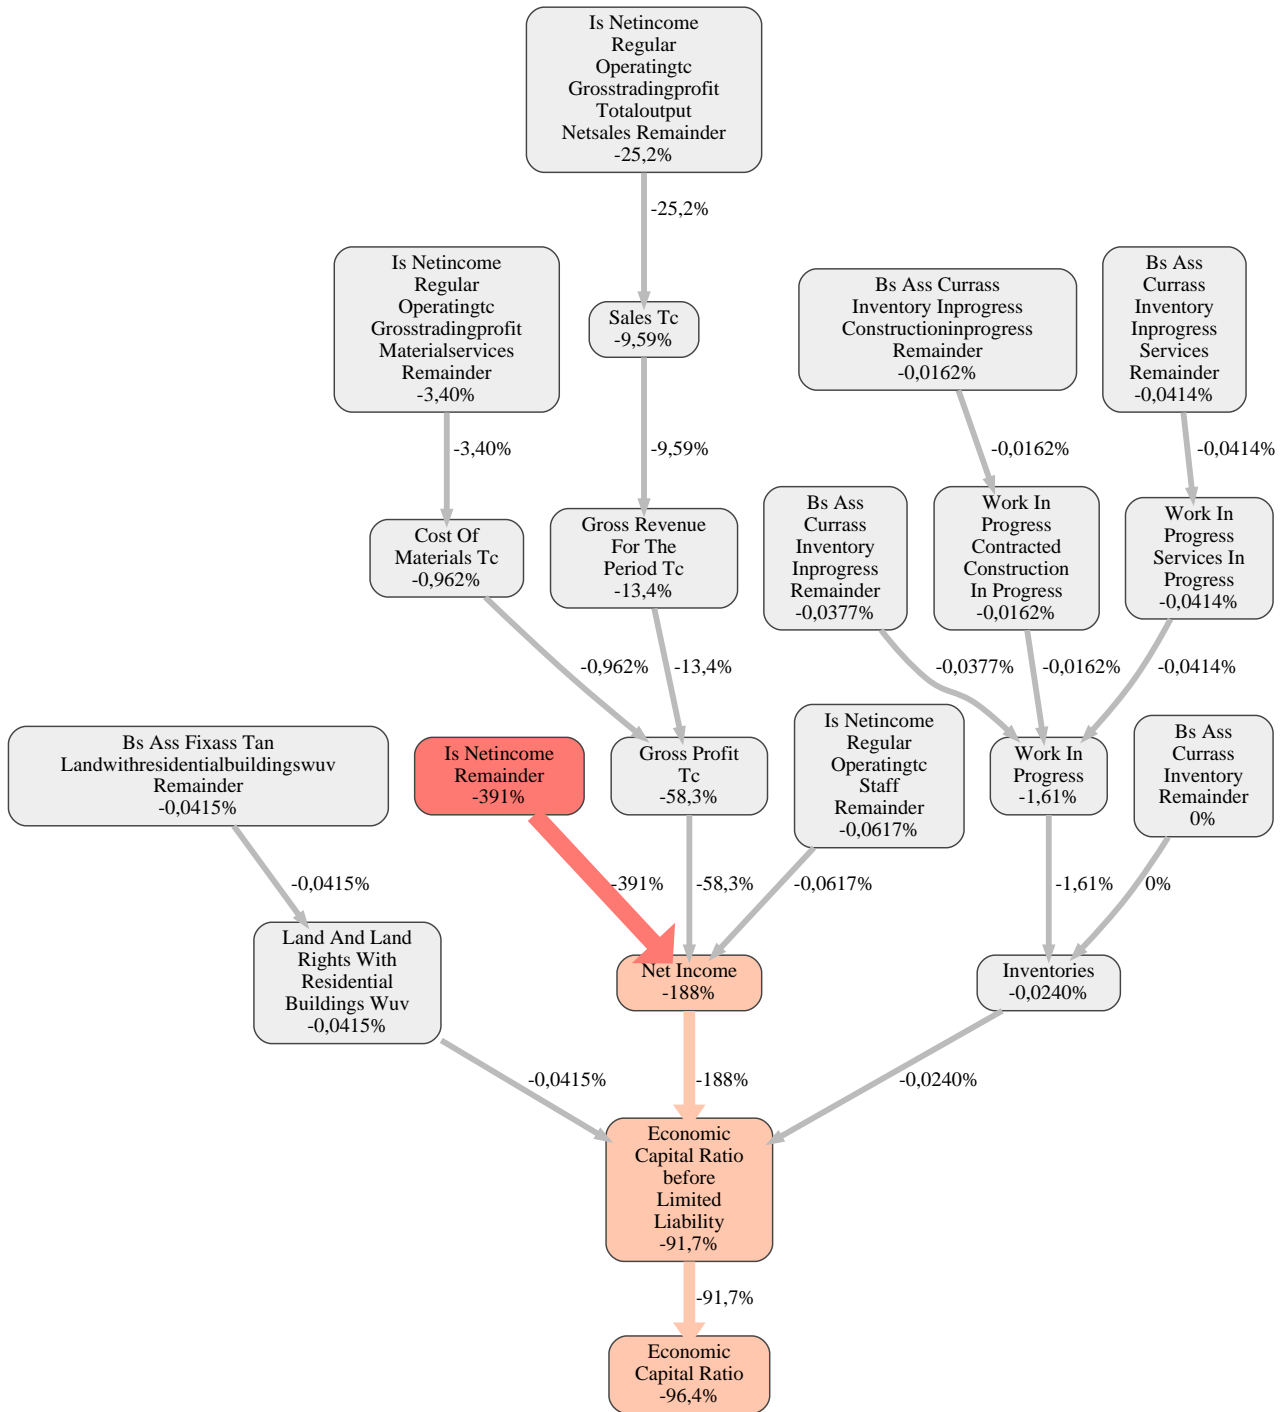 Is Netincome
Regular
Operatingtc
Grosstradingprofit
Totaloutput
Netsales Remainder
-25,2%
-25,2%
Is Netincome
Regular
Operatingtc
Grosstradingprofit
Materialservices
Remainder
-3,40%
Sales Tc
-9,59%
Bs Ass Currass
Inventory Inprogress
Constructioninprogress
Remainder
-0,0162%
Bs Ass
Currass
Inventory
Inprogress
Services
Remainder
-0,0414%
-3,40%
-9,59%
-0,0162%
-0,0414%
Cost Of
Materials Tc
-0,962%
Gross Revenue
For The
Period Tc
-13,4%
Bs Ass
Currass
Inventory
Inprogress
Remainder
-0,0377%
Work In
Progress
Contracted
Construction
In Progress
-0,0162%
Work In
Progress
Services In
Progress
-0,0414%
-0,962%
-13,4%
-0,0377%
-0,0162%
-0,0414%
Bs Ass Fixass Tan
Landwithresidentialbuildingswuv
Remainder
-0,0415%
Is Netincome
Remainder
-391%
Gross Profit
Tc
-58,3%
Is Netincome
Regular
Operatingtc
Staff
Remainder
-0,0617%
Work In
Progress
-1,61%
Bs Ass
Currass
Inventory
Remainder
0%
-0,0415%
-391%
-58,3%
-0,0617%
-1,61%
0%
Land And Land
Rights With
Residential
Buildings Wuv
-0,0415%
Net Income
-188%
Inventories
-0,0240%
-0,0415%
-188%
-0,0240%
Economic
Capital Ratio
before
Limited
Liability
-91,7%
-91,7%
Economic
Capital Ratio
-96,4%